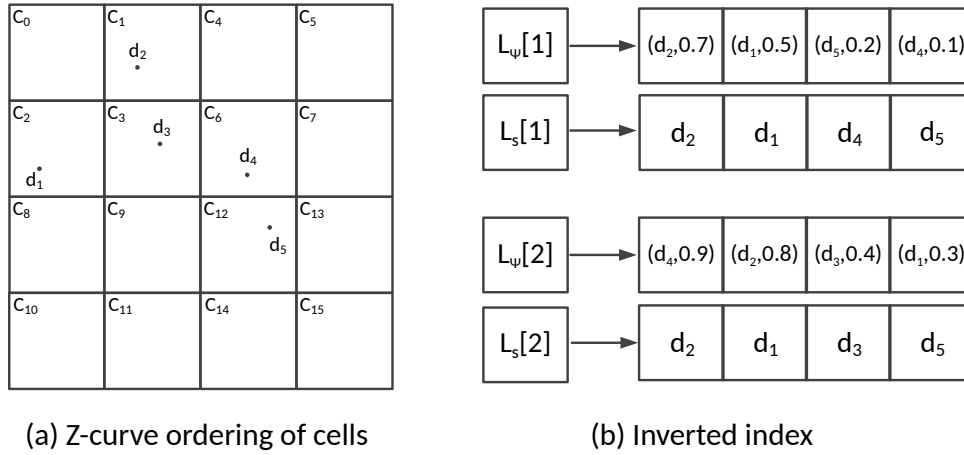 C₀ C₁ C₄ C₅
d₂
C₂ C₃ C₆ C₇
d₃
d₄
d₁
C₈ C₉ C₁₂ C₁₃
d₅
C₁₀ C₁₁ C₁₄ C₁₅
(a) Z-curve ordering of cells
Lψ[1] (d₂,0.7) (d₁,0.5) (d₅,0.2) (d₄,0.1)
Lₛ[1] d₂ d₁ d₄ d₅
Lψ[2] (d₄,0.9) (d₂,0.8) (d₃,0.4) (d₁,0.3)
Lₛ[2] d₂ d₁ d₃ d₅
(b) Inverted index